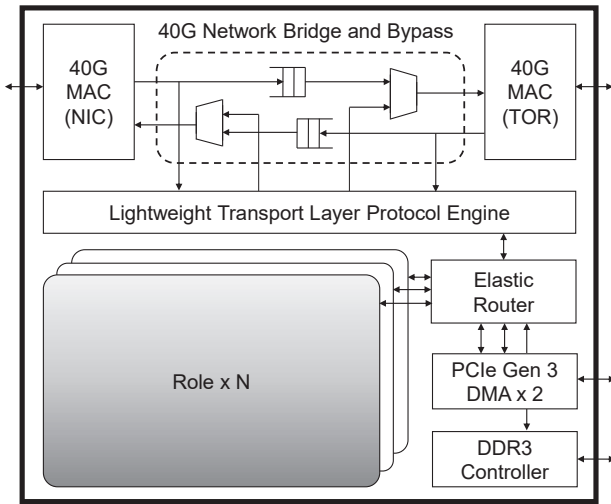 40G Network Bridge and Bypass
40G
MAC
(NIC)
40G
MAC
(TOR)
Lightweight Transport Layer Protocol Engine
Elastic
Router
Role x N
PCIe Gen 3
DMA x 2
DDR3
Controller